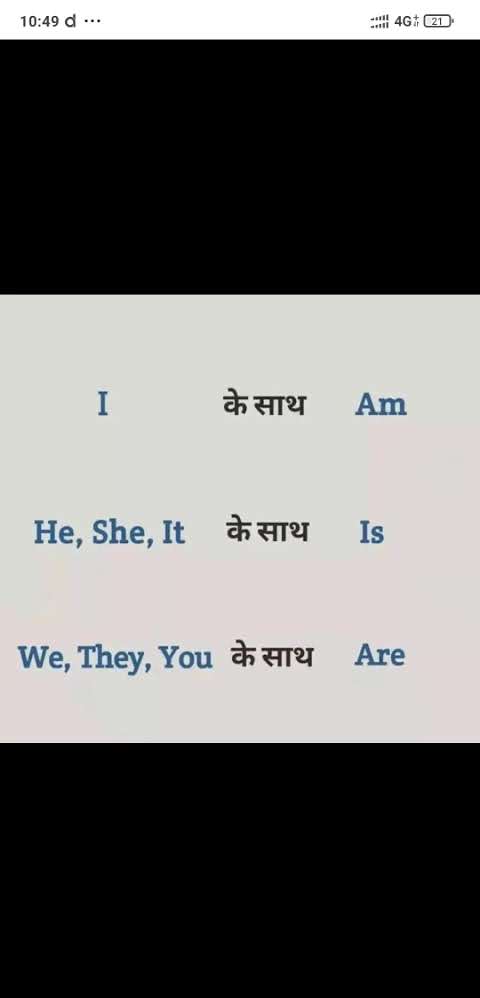 10:49 d ... 4G 21
I के साथ Am
He, She, It के साथ Is
We, They, You के साथ Are